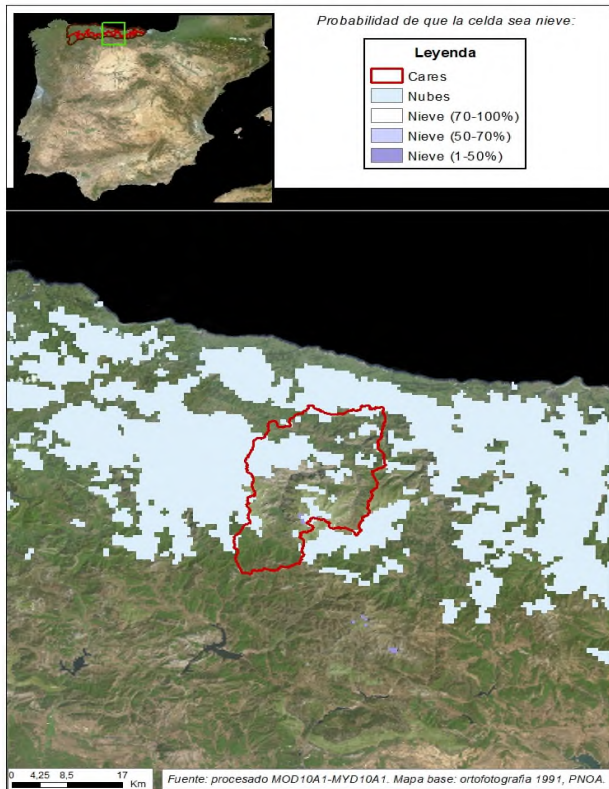 Probabilidad de que la celda sea nieve:
Leyenda
Cares
Nubes
Nieve (70-100%)
Nieve (50-70%)
Nieve (1-50%)
0 4,25 8,5 17
Km
Fuente: procesado MOD10A1-MYD10A1. Mapa base: ortofotografia 1991, PNOA.